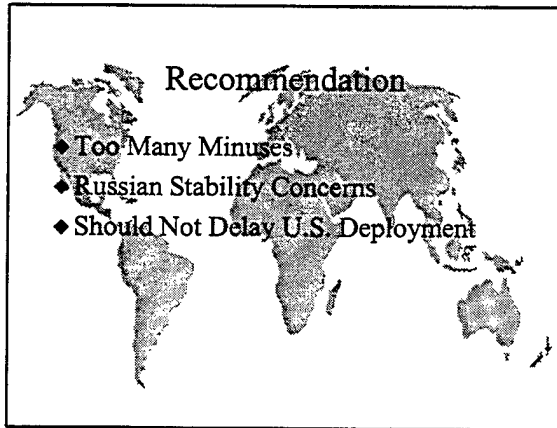 Recommendation
◆ Too Many Minuses
◆ Russian Stability Concerns
◆ Should Not Delay U.S. Deployment